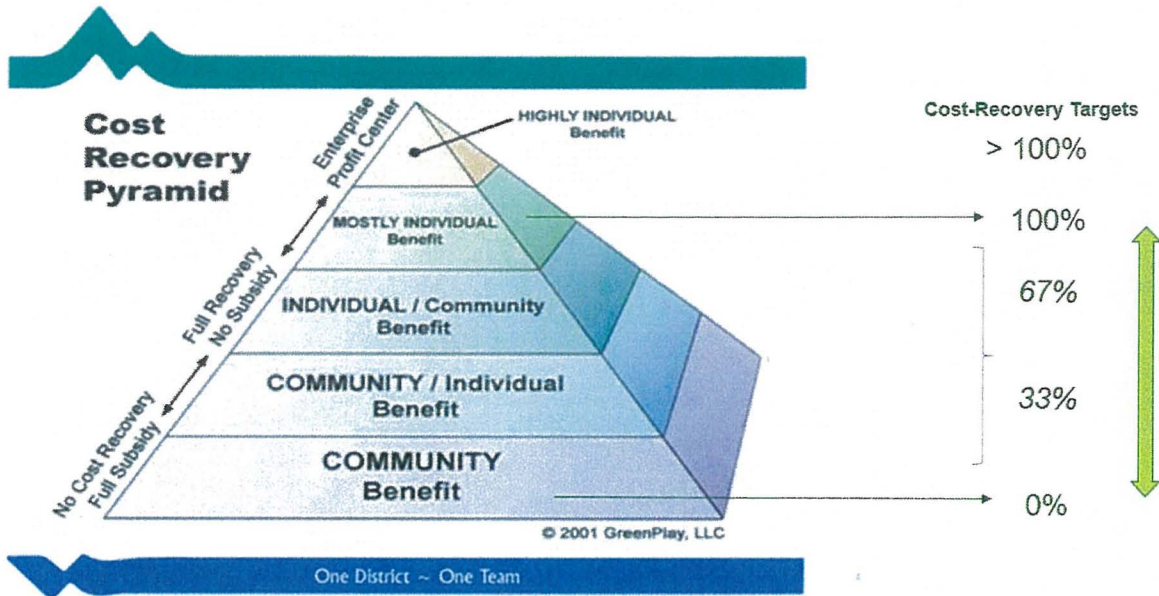 Cost
Recovery
Pyramid
Enterprise
Profit Center
Full Recovery
No Subsidy
No Cost Recovery
Full Subsidy
HIGHLY INDIVIDUAL
Benefit
MOSTLY INDIVIDUAL
Benefit
INDIVIDUAL / Community
Benefit
COMMUNITY / Individual
Benefit
COMMUNITY
Benefit
© 2001 GreenPlay, LLC
Cost-Recovery Targets
> 100%
100%
67%
33%
0%
One District ~ One Team